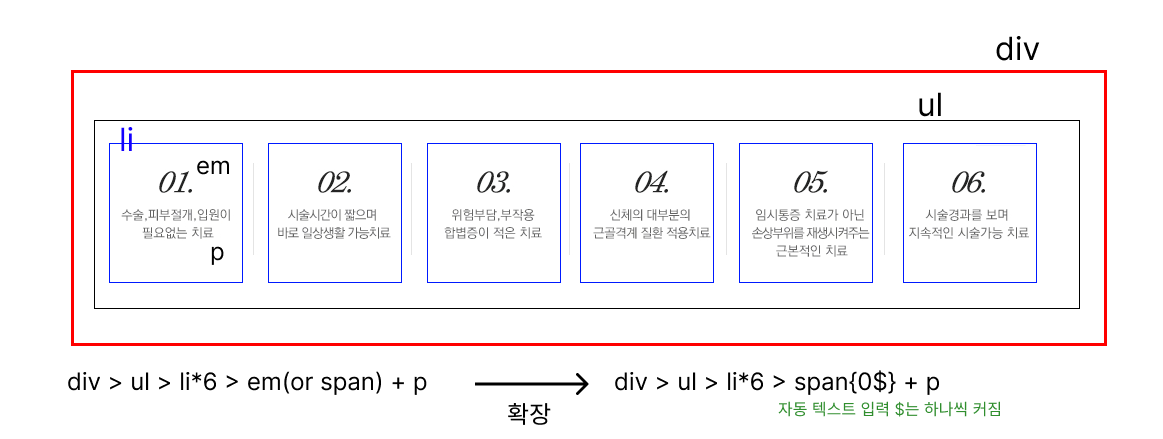 div
ul
li
em
01.
수술,피부절개,입원이
필요없는 치료
p
02.
시술시간이 짧으며
바로 일상생활 가능치료
03.
위험부담,부작용
합볍증이 적은 치료
04.
신체의 대부분의
근골격계 질환 적용치료
05.
임시통증 치료가 아닌
손상부위를 재생시켜주는
근본적인 치료
06.
시술경과를 보며
지속적인 시술가능 치료
div > ul > li*6 > em(or span) + p
확장
div > ul > li*6 > span{0$} + p
자동 텍스트 입력 $는 하나씩 커짐